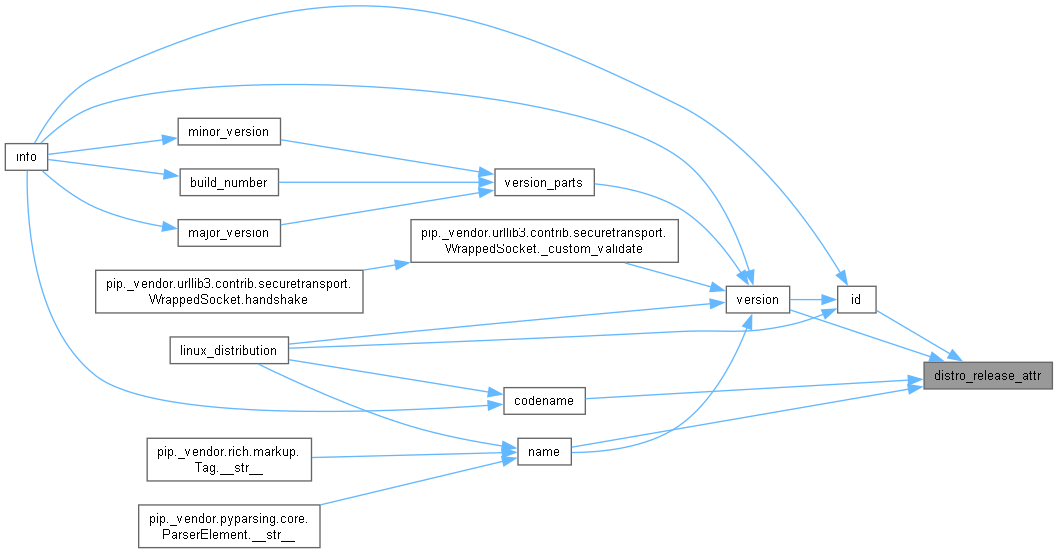 minor_version
info
build_number
version_parts
major_version
pip._vendor.urllib3.contrib.securetransport.
WrappedSocket._custom_validate
pip._vendor.urllib3.contrib.securetransport.
WrappedSocket.handshake
version
id
linux_distribution
distro_release_attr
codename
name
pip._vendor.rich.markup.
Tag.__str__
pip._vendor.pyparsing.core.
ParserElement.__str__